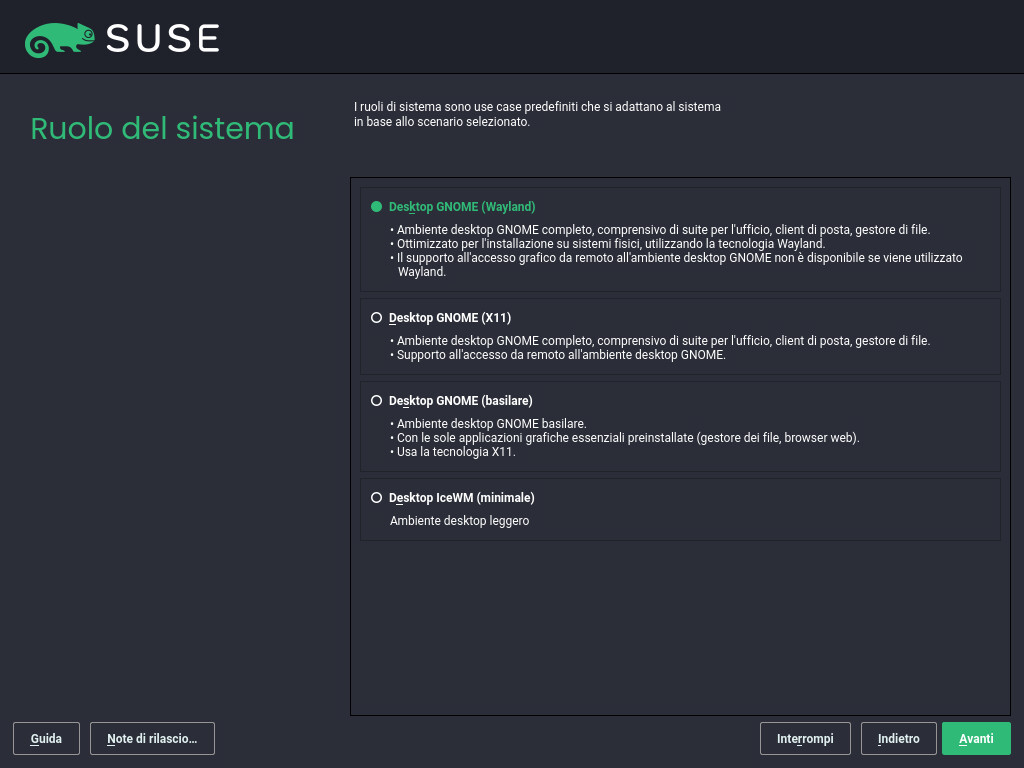 SUSE
Ruolo del sistema
I ruoli di sistema sono use case predefiniti che si adattano al sistema
in base allo scenario selezionato.
Desktop GNOME (Wayland)
• Ambiente desktop GNOME completo, comprensivo di suite per l'ufficio, client di posta, gestore di file.
• Ottimizzato per l'installazione su sistemi fisici, utilizzando la tecnologia Wayland.
• Il supporto all'accesso grafico da remoto all'ambiente desktop GNOME non è disponibile se viene utilizzato
Wayland.
Desktop GNOME (X11)
• Ambiente desktop GNOME completo, comprensivo di suite per l'ufficio, client di posta, gestore di file.
• Supporto all'accesso da remoto all'ambiente desktop GNOME.
Desktop GNOME (basilare)
• Ambiente desktop GNOME basilare.
• Con le sole applicazioni grafiche essenziali preinstallate (gestore dei file, browser web).
• Usa la tecnologia X11.
Desktop IceWM (minimale)
Ambiente desktop leggero
Guida
Note di rilascio...
Interrompi
Indietro
Avanti